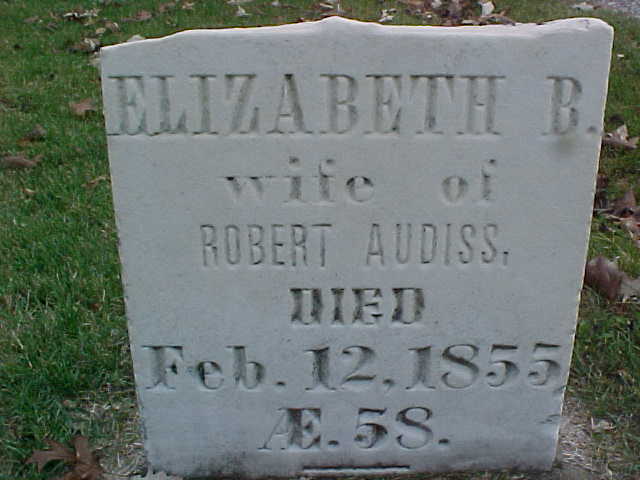 ELIZABETH B.
wife of
ROBERT AUDISS.
DIED
Feb. 12, 1855
Æ. 58.